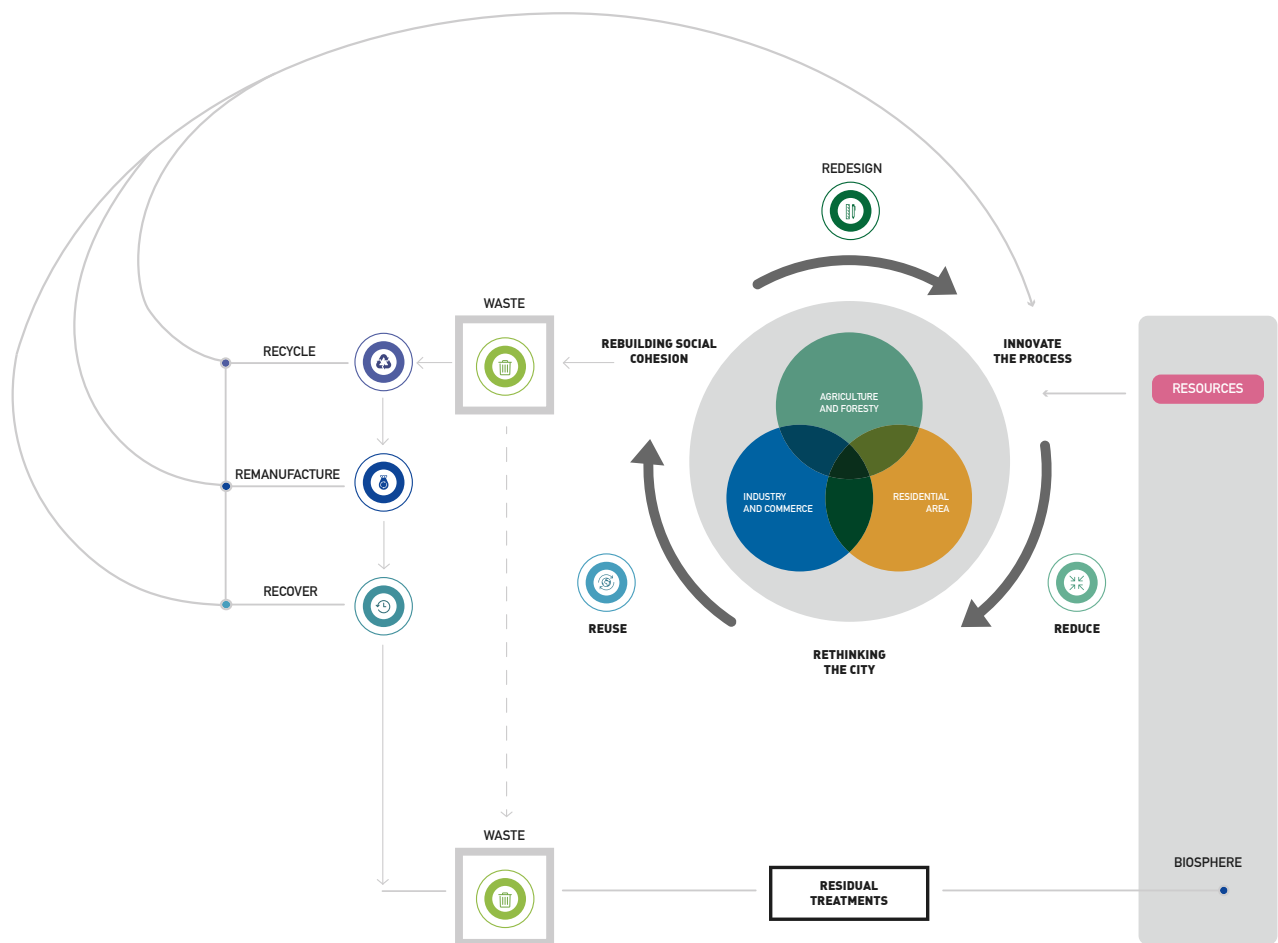 REDESIGN
WASTE
REBUILDING SOCIAL
COHESION
INNOVATE
THE PROCESS
RECYCLE
RESOURCES
AGRICULTURE
AND FORESTY
REMANUFACTURE
INDUSTRY
AND COMMERCE
RESIDENTIAL
AREA
RECOVER
REUSE
REDUCE
RETHINKING
THE CITY
WASTE
RESIDUAL
TREATMENTS
BIOSPHERE